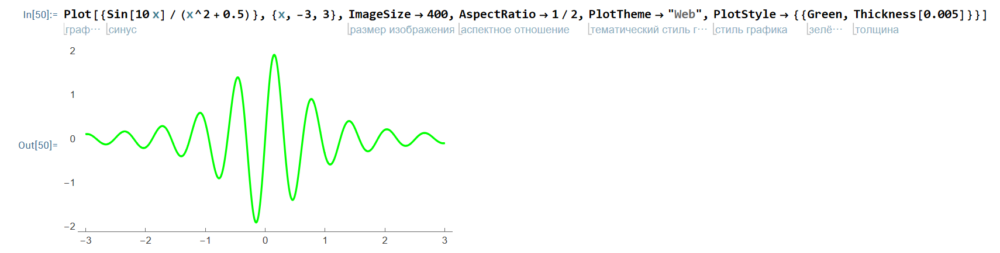 In[50]:= Plot[{Sin[10 x] / (x^2 + 0.5)}, {x, -3, 3}, ImageSize → 400, AspectRatio → 1 / 2, PlotTheme → "Web", PlotStyle → {{Green, Thickness[0.005]}}]
граф⋯ синус размер изображения аспектное отношение тематический стиль г⋯ стиль графика зелё⋯ толщина
2
1
0
Out[50]=
−1
−2
−3 −2 −1 0 1 2 3